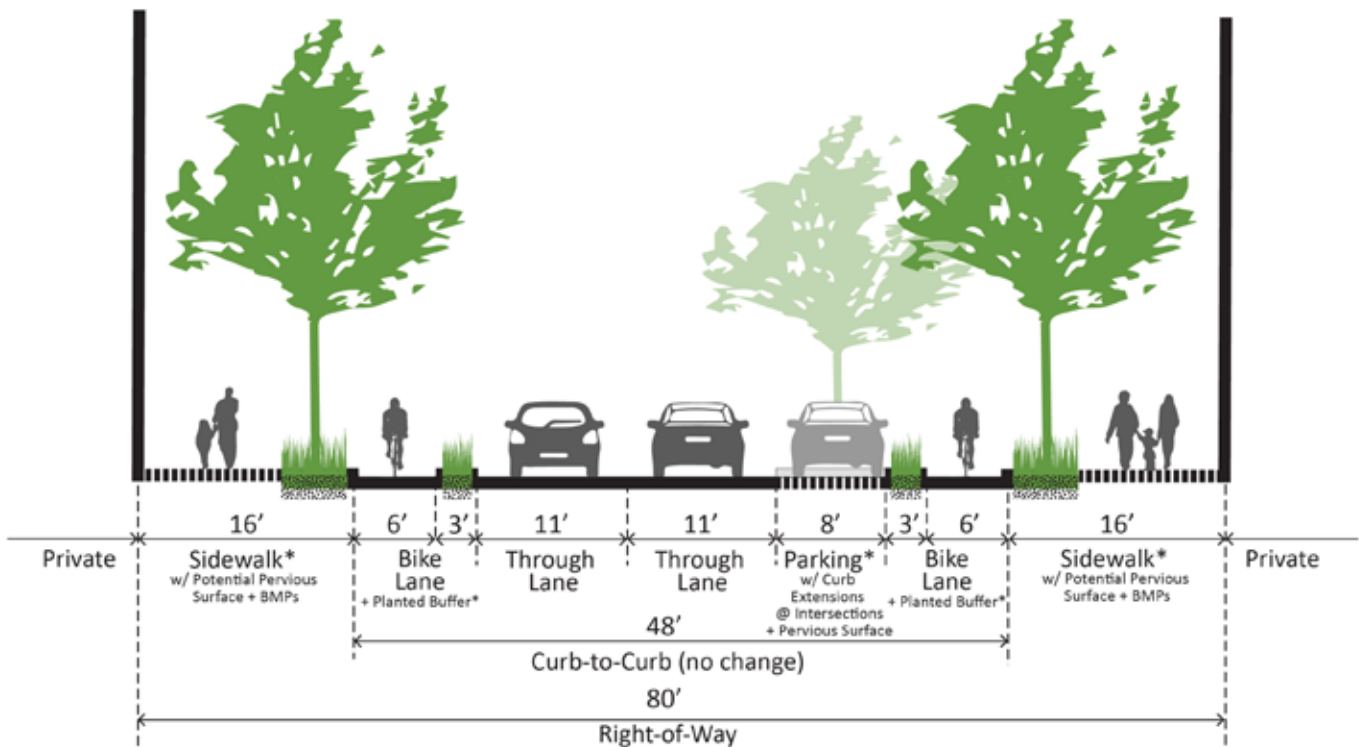 16’ 6’ 3’ 11’ 11’ 8’ 3’ 6’ 16’
Private
Sidewalk*
w/ Potential Pervious
Surface + BMPs
Bike
Lane
+ Planted Buffer*
Through
Lane
Through
Lane
Parking*
w/ Curb
Extensions
@ Intersections
+ Pervious Surface
Bike
Lane
+ Planted Buffer*
Sidewalk*
w/ Potential Pervious
Surface + BMPs
Private
48’
Curb-to-Curb (no change)
80’
Right-of-Way